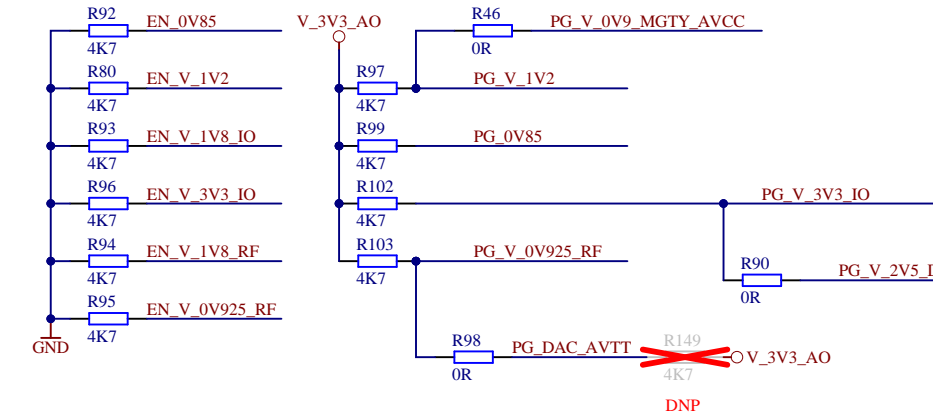 R92
EN_0V85
4K7
R80
EN_V_1V2
4K7
R93
EN_V_1V8_IO
4K7
R96
EN_V_3V3_IO
4K7
R94
EN_V_1V8_RF
4K7
R95
EN_V_0V925_RF
4K7
GND
V_3V3_AO
R46
PG_V_0V9_MGTY_AVCC
0R
R97
PG_V_1V2
4K7
R99
PG_0V85
4K7
R102
PG_V_3V3_IO
4K7
R103
PG_V_0V925_RF
4K7
R90
PG_V_2V5_D
0R
R98
PG_DAC_AVTT
0R
R149
4K7
V_3V3_AO
DNP